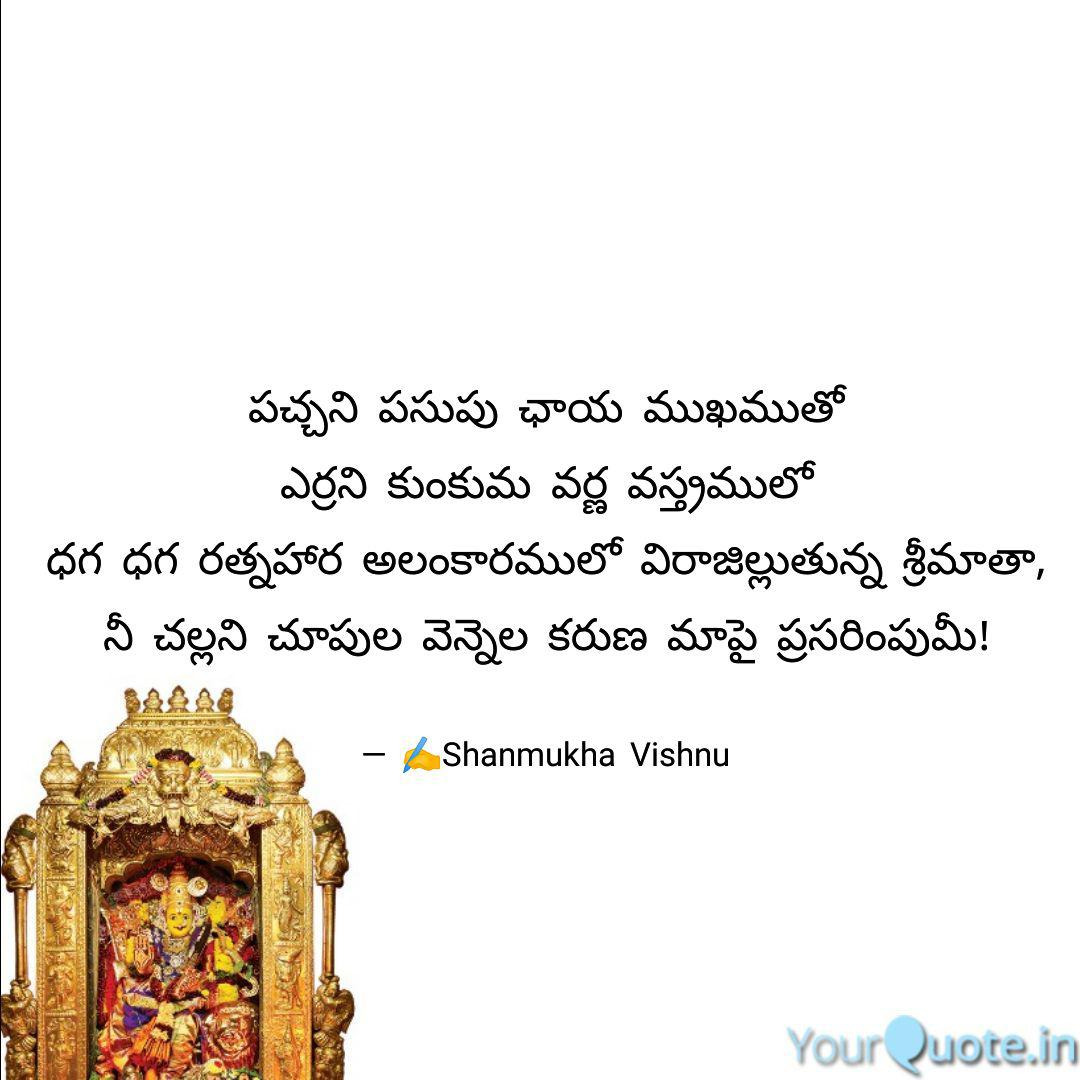 పచ్చని పసుపు ఛాయ ముఖముతో
ఎర్రని కుంకుమ వర్ణ వస్త్రములో
ధగ ధగ రత్నహార అలంకారములో విరాజిల్లుతున్న శ్రీమాతా,
నీ చల్లని చూపుల వెన్నెల కరుణ మాపై ప్రసరింపుమీ!
– ✍️Shanmukha Vishnu
YourQuote.in